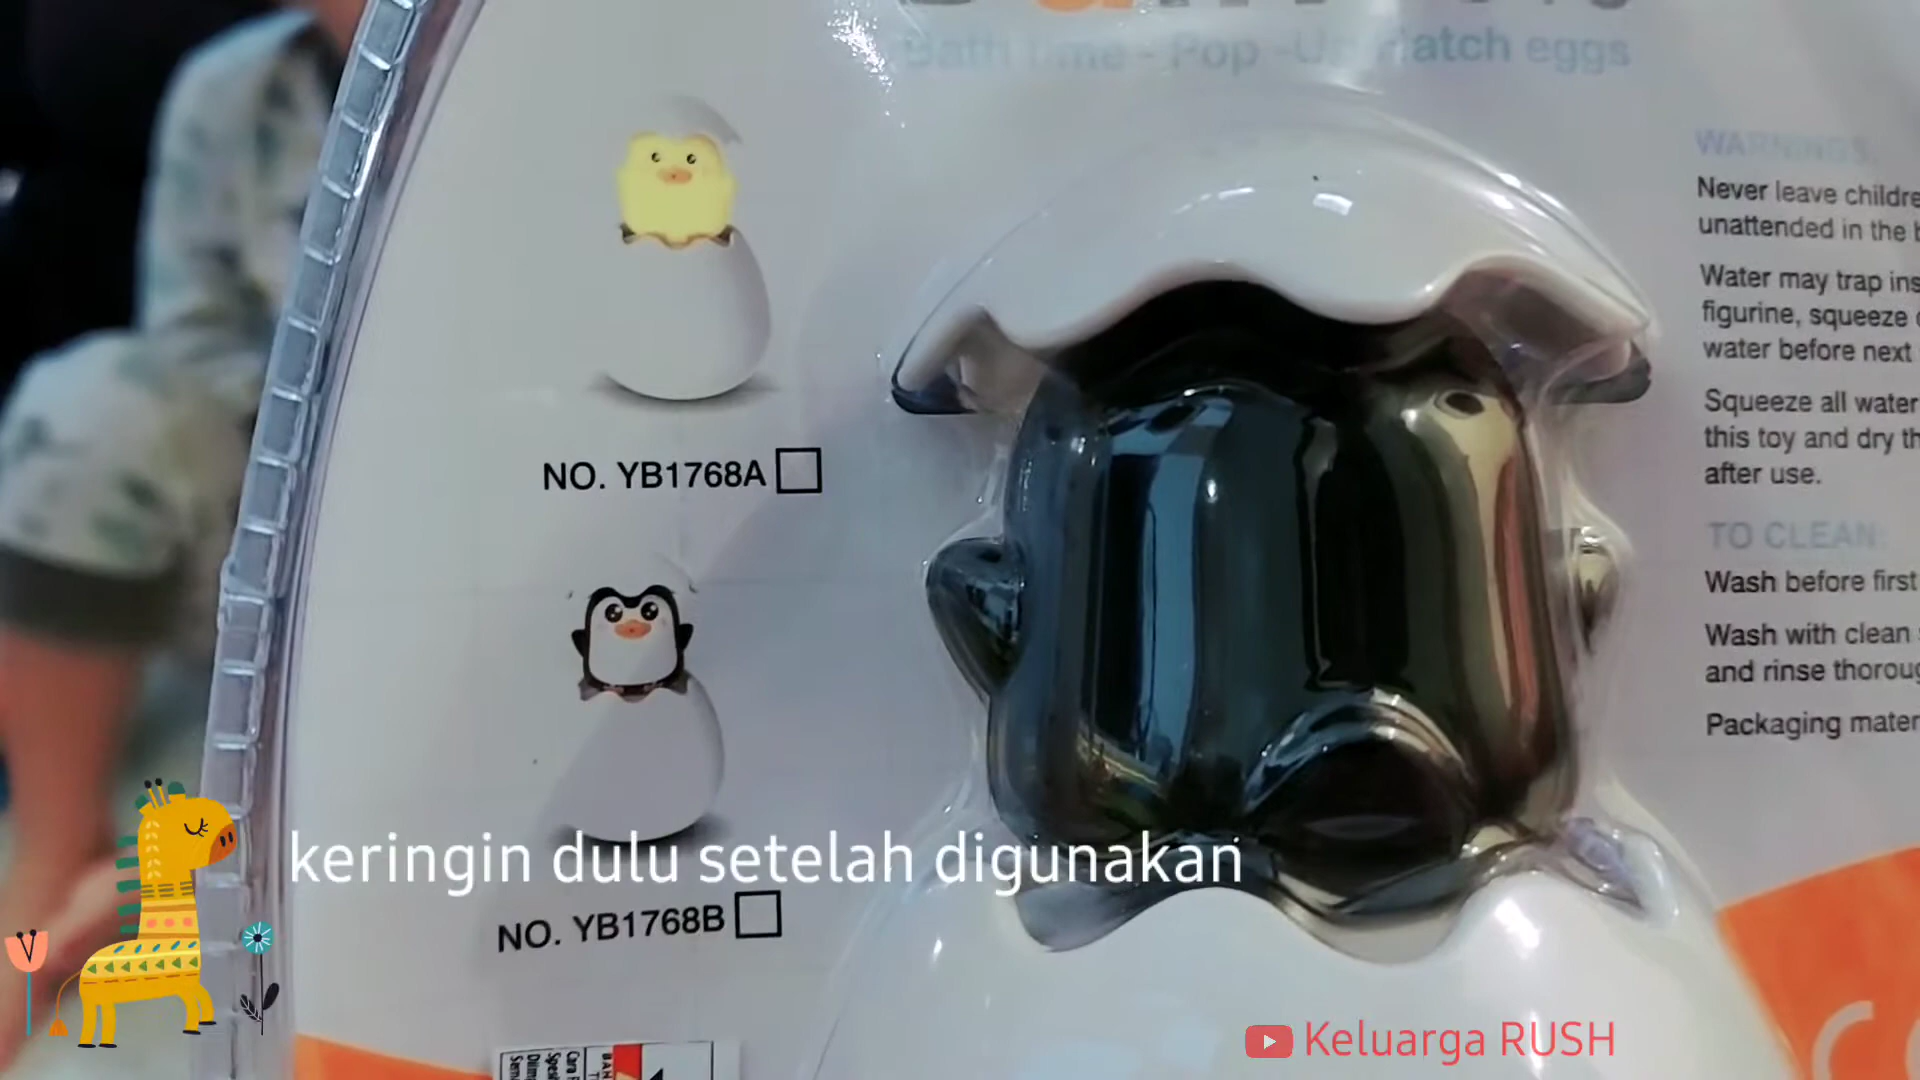 Bath Time - Pop -Up Hatch eggs
WARNINGS:
Never leave childre
unattended in the b
Water may trap ins
figurine, squeeze
water before next
Squeeze all water
this toy and dry th
after use.
TO CLEAN:
Wash before first
Wash with clean
and rinse thoroug
Packaging mater
NO. YB1768A
NO. YB1768B
keringin dulu setelah digunakan
Keluarga RUSH